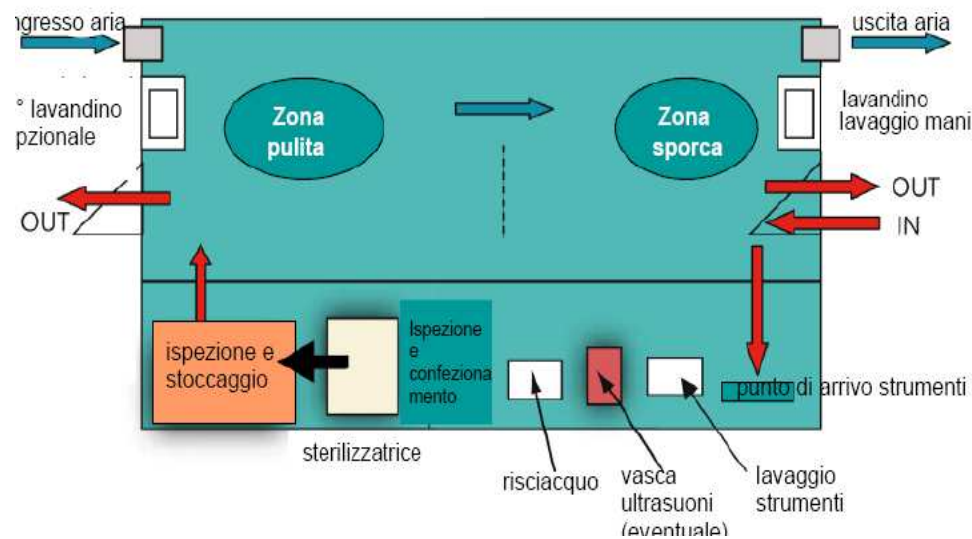 ngresso aria
uscita aria
° lavandino
pzionale
Zona
pulita
Zona
sporca
lavandino
lavaggio mani
OUT
OUT
IN
ispezione e
stoccaggio
Ispezione
e
confeziona
mento
punto di arrivo strumenti
sterilizzatrice
risciacquo
vasca
ultrasuoni
(eventuale)
lavaggio
strumenti